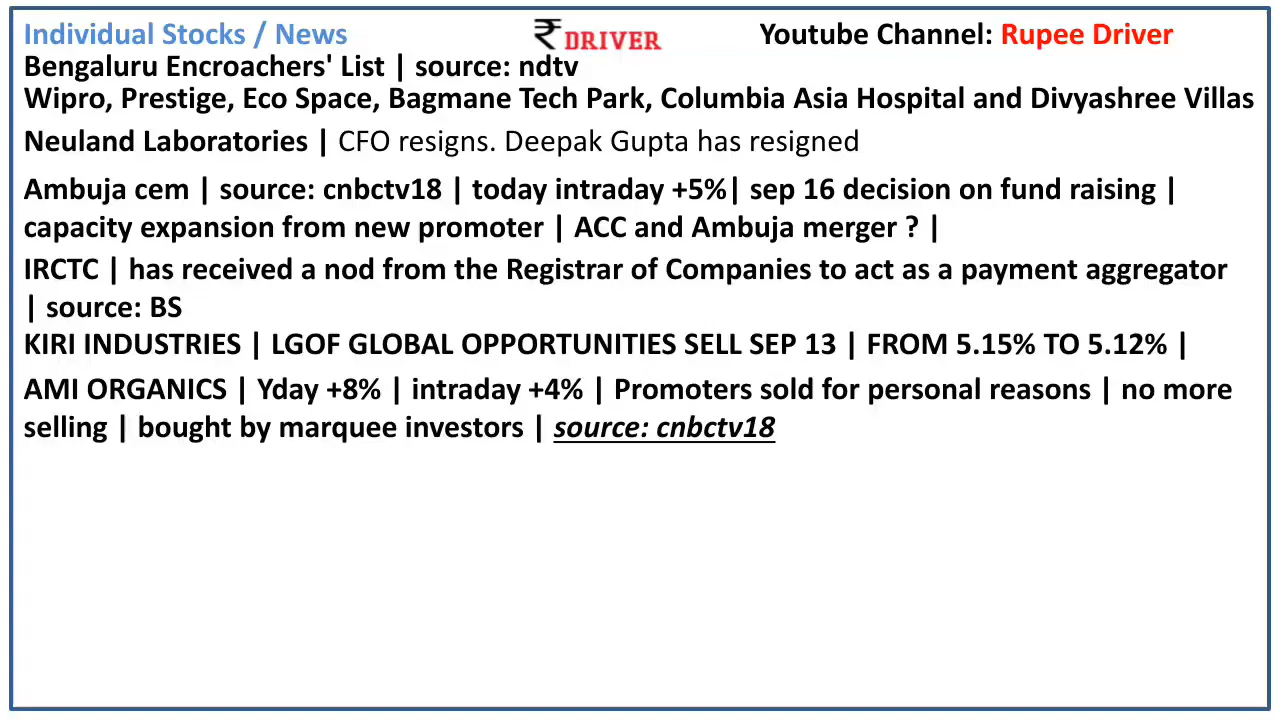 Individual Stocks / News ₹ DRIVER Youtube Channel: Rupee Driver
Bengaluru Encroachers' List | source: ndtv
Wipro, Prestige, Eco Space, Bagmane Tech Park, Columbia Asia Hospital and Divyashree Villas
Neuland Laboratories | CFO resigns. Deepak Gupta has resigned
Ambuja cem | source: cnbctv18 | today intraday +5%| sep 16 decision on fund raising |
capacity expansion from new promoter | ACC and Ambuja merger ? |
IRCTC | has received a nod from the Registrar of Companies to act as a payment aggregator
| source: BS
KIRI INDUSTRIES | LGOF GLOBAL OPPORTUNITIES SELL SEP 13 | FROM 5.15% TO 5.12% |
AMI ORGANICS | Yday +8% | intraday +4% | Promoters sold for personal reasons | no more
selling | bought by marquee investors | source: cnbctv18